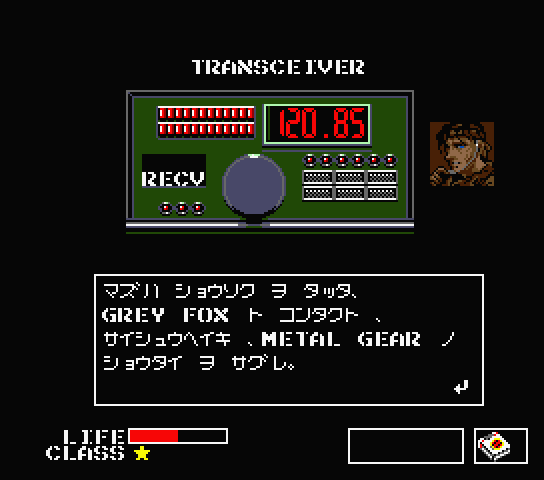 TRANSCEIVER
120.85
RECV
マズハ ショウソク ヲ タッタ、
GREY FOX ト コンタクト 、
サイシュウヘイキ 、METAL GEAR ノ
ショウタイ ヲ サグレ。
LIFE
CLASS